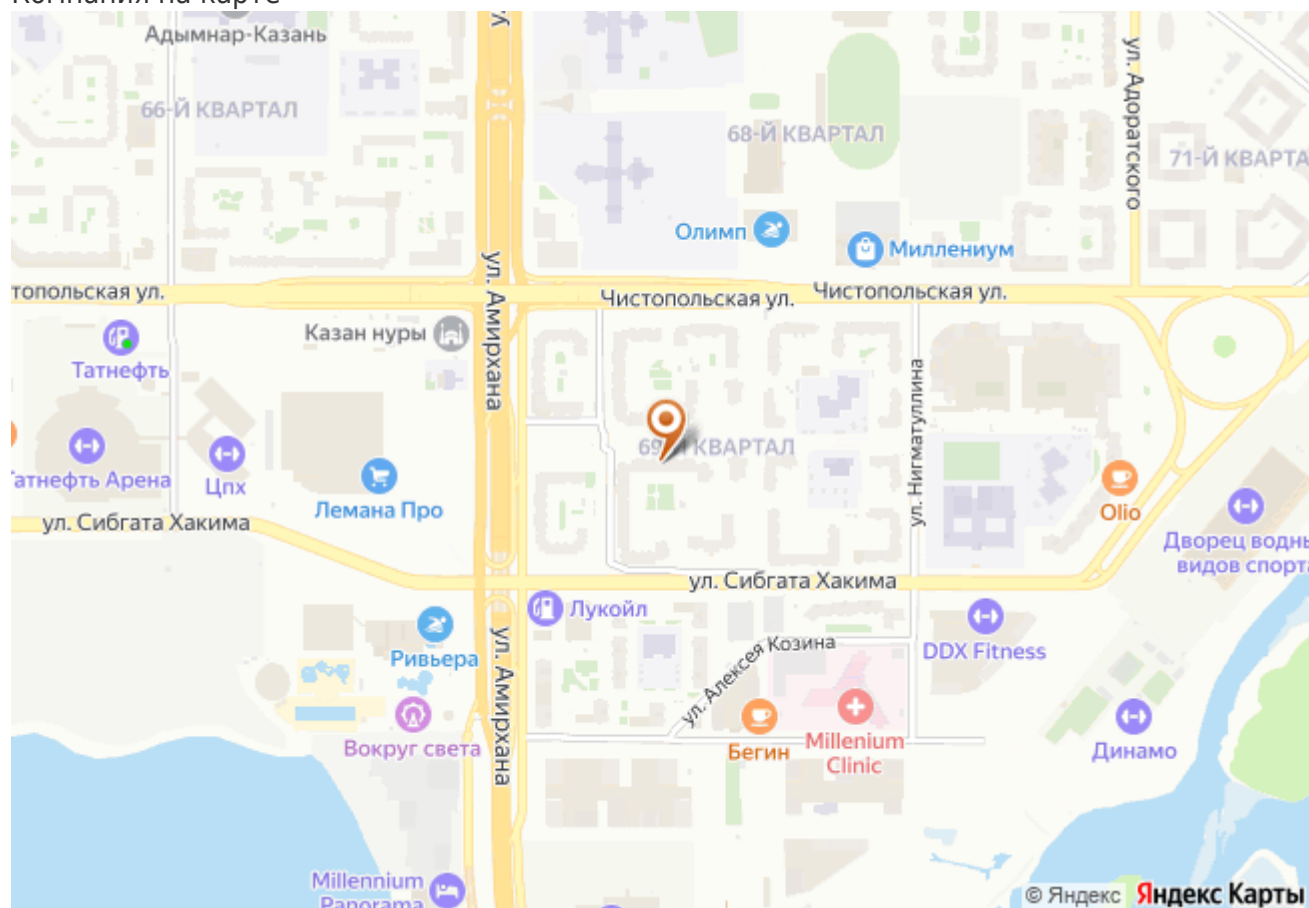 Адымнар-Казань
ул. Адоратского
66-Й КВАРТАЛ
68-Й КВАРТАЛ
71-Й КВАРТА
Олимп
Миллениум
ул. Амирхана
топольская ул.
Чистопольская ул.
Чистопольская ул.
Казан нуры
Татнефть
ул. Нигматуллина
69-Й КВАРТАЛ
атнефть Арена
Цпх
Лемана Про
Olio
ул. Сибгата Хакима
Дворец водны
видов спорта
ул. Сибгата Хакима
Лукойл
ул. Алексея Козина
DDX Fitness
Ривьера
ул. Амирхана
Вокруг света
Бегин
Millenium
Clinic
Динамо
Millennium
Panorama
© Яндекс Яндекс Карты